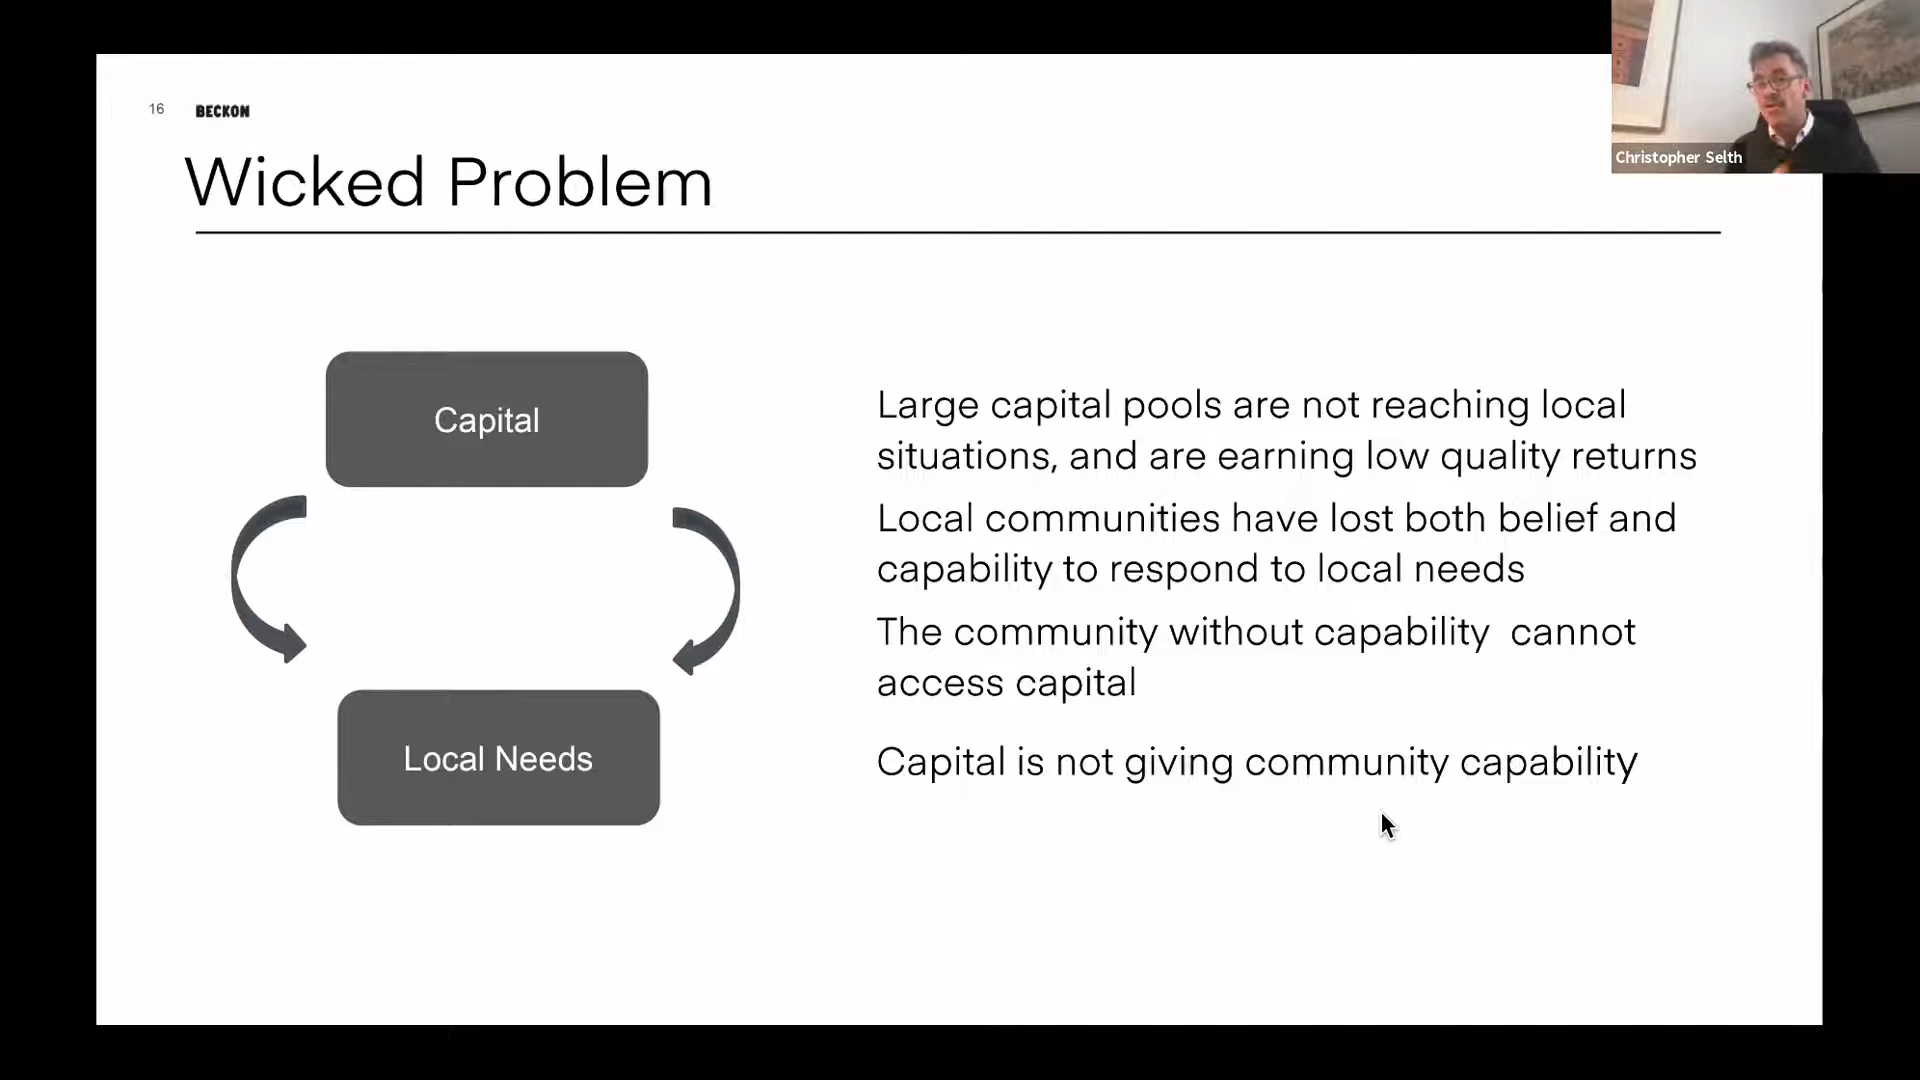 16 BECKON
Christopher Selth
Wicked Problem
Capital
Local Needs
Large capital pools are not reaching local
situations, and are earning low quality returns
Local communities have lost both belief and
capability to respond to local needs
The community without capability  cannot
access capital
Capital is not giving community capability